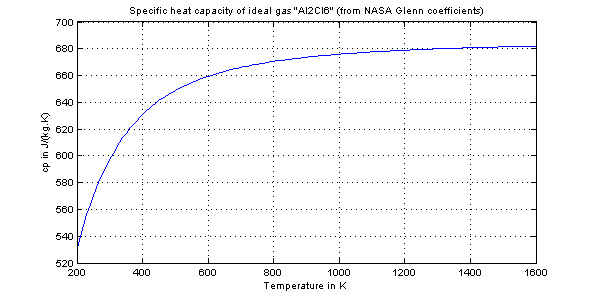 Specific heat capacity of ideal gas "Al2Cl6" (from NASA Glenn coefficients)
700
680
660
640
620
600
580
560
540
520
cp in J/(kg.K)
200 400 600 800 1000 1200 1400 1600
Temperature in K